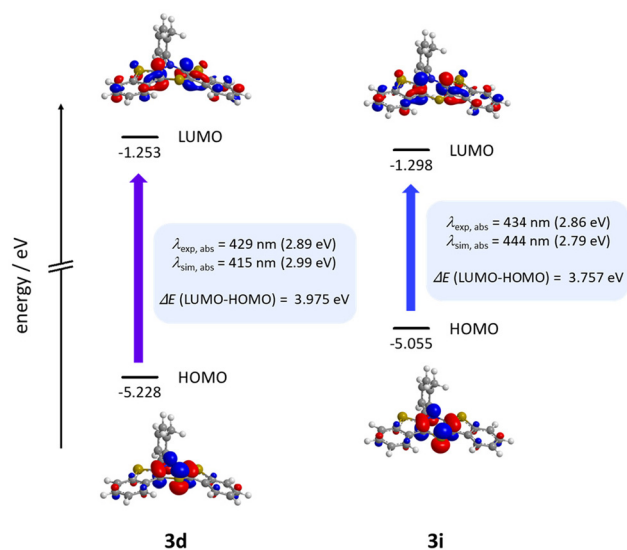 LUMO
-1.253
LUMO
-1.298
λexp, abs = 429 nm (2.89 eV)
λsim, abs = 415 nm (2.99 eV)
ΔE (LUMO-HOMO) = 3.975 eV
λexp, abs = 434 nm (2.86 eV)
λsim, abs = 444 nm (2.79 eV)
ΔE (LUMO-HOMO) = 3.757 eV
energy / eV
HOMO
-5.055
HOMO
-5.228
3d
3i